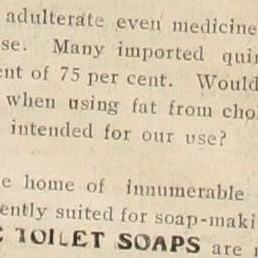 adulterate even medicine
se. Many imported quin
ent of 75 per cent. Would
when using fat from cho
intended for our use?
e home of innumerable
ently suited for soap-maki
C TOILET SOAPS are n